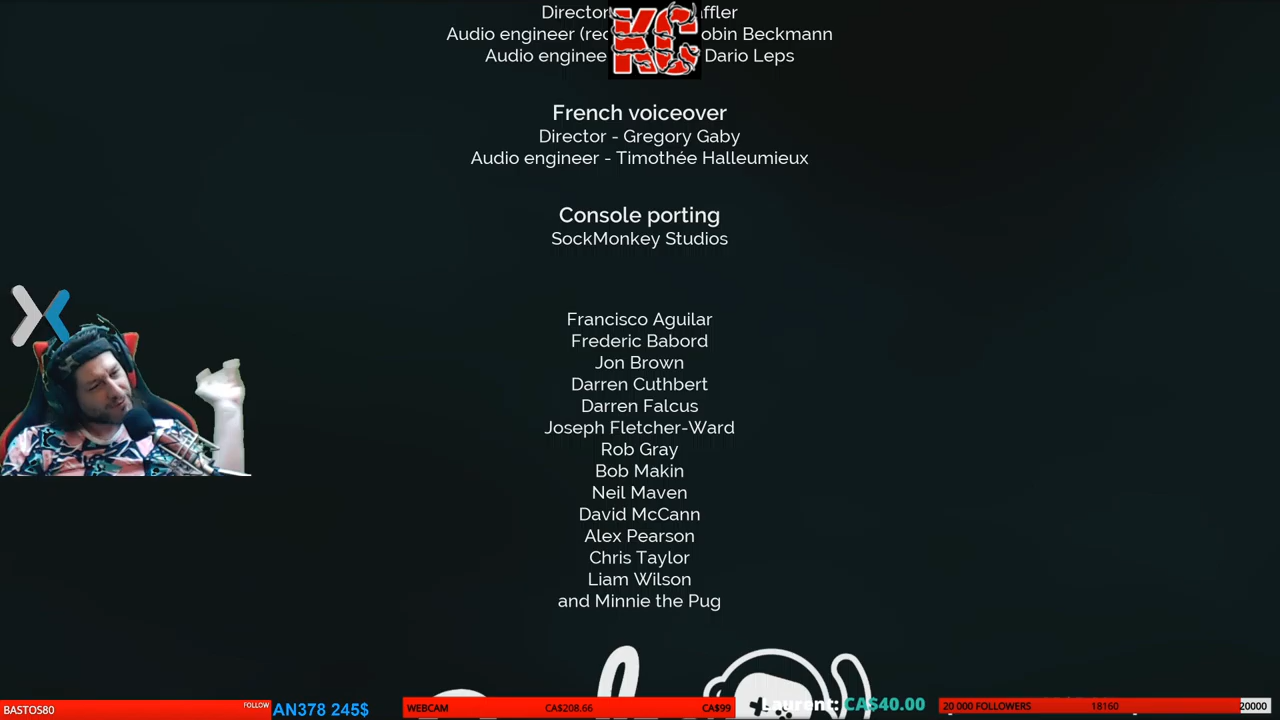 Director
ffler
KC
Audio engineer (rec
obin Beckmann
Audio enginee
Dario Leps
French voiceover
Director - Gregory Gaby
Audio engineer - Timothée Halleumieux
Console porting
SockMonkey Studios
Francisco Aguilar
Frederic Babord
Jon Brown
Darren Cuthbert
Darren Falcus
Joseph Fletcher-Ward
Rob Gray
Bob Makin
Neil Maven
David McCann
Alex Pearson
Chris Taylor
Liam Wilson
and Minnie the Pug
BASTOS80
FOLLOW
AN378 245$
WEBCAM
CA$208.66
CA$99
Laurent: CA$40.00
20 000 FOLLOWERS
18160
20000